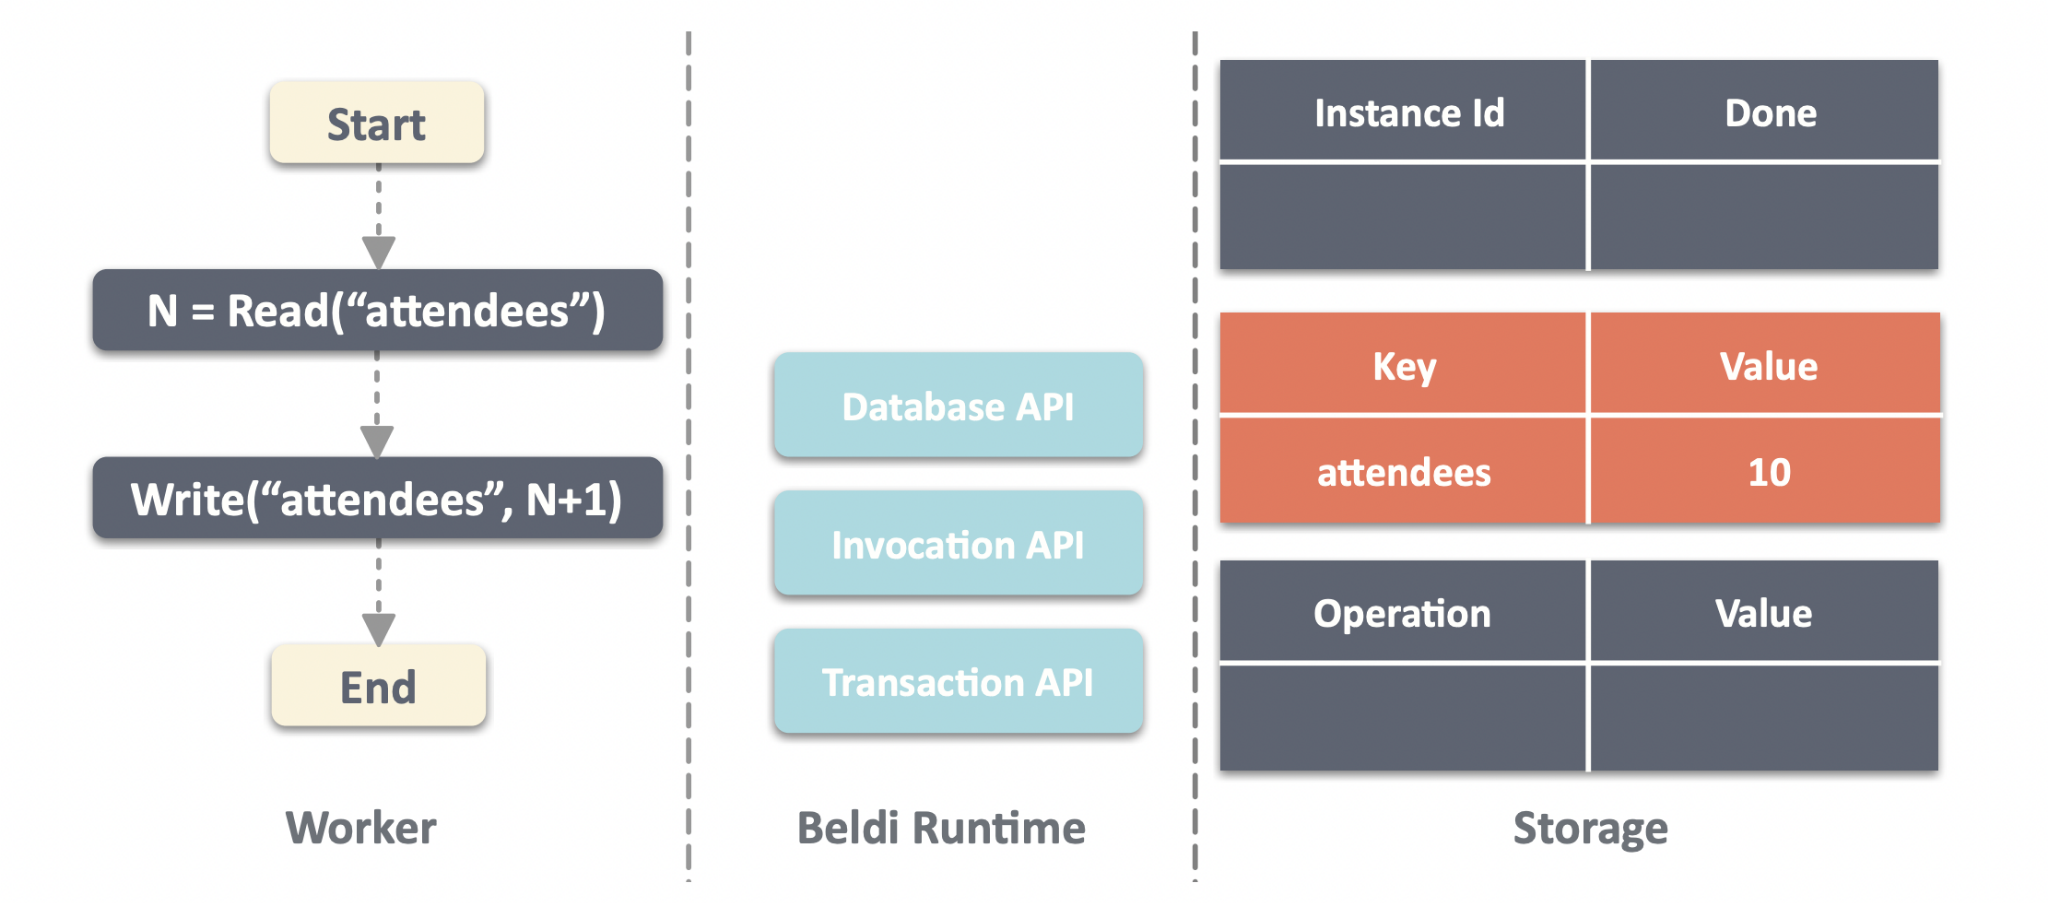 Start
N = Read(“attendees”)
Write(“attendees”, N+1)
End
Worker
Database API
Invocation API
Transaction API
Beldi Runtime
Instance Id Done
Key Value
attendees 10
Operation Value
Storage